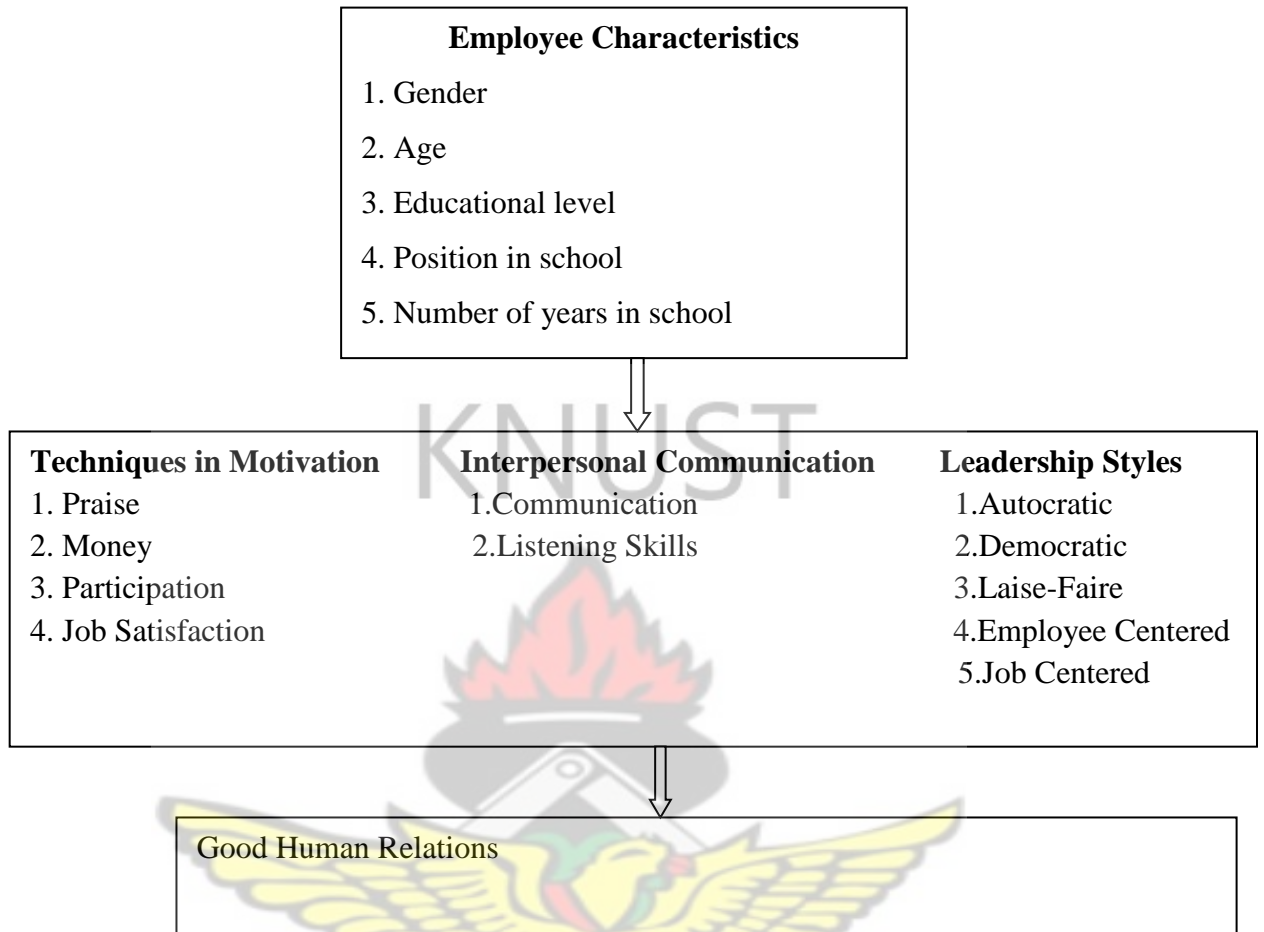 Employee Characteristics
1. Gender
2. Age
3. Educational level
4. Position in school
5. Number of years in school
KNUST
Techniques in Motivation
1. Praise
2. Money
3. Participation
4. Job Satisfaction
Interpersonal Communication
1.Communication
2.Listening Skills
Leadership Styles
1.Autocratic
2.Democratic
3.Laise-Faire
4.Employee Centered
5.Job Centered
Good Human Relations